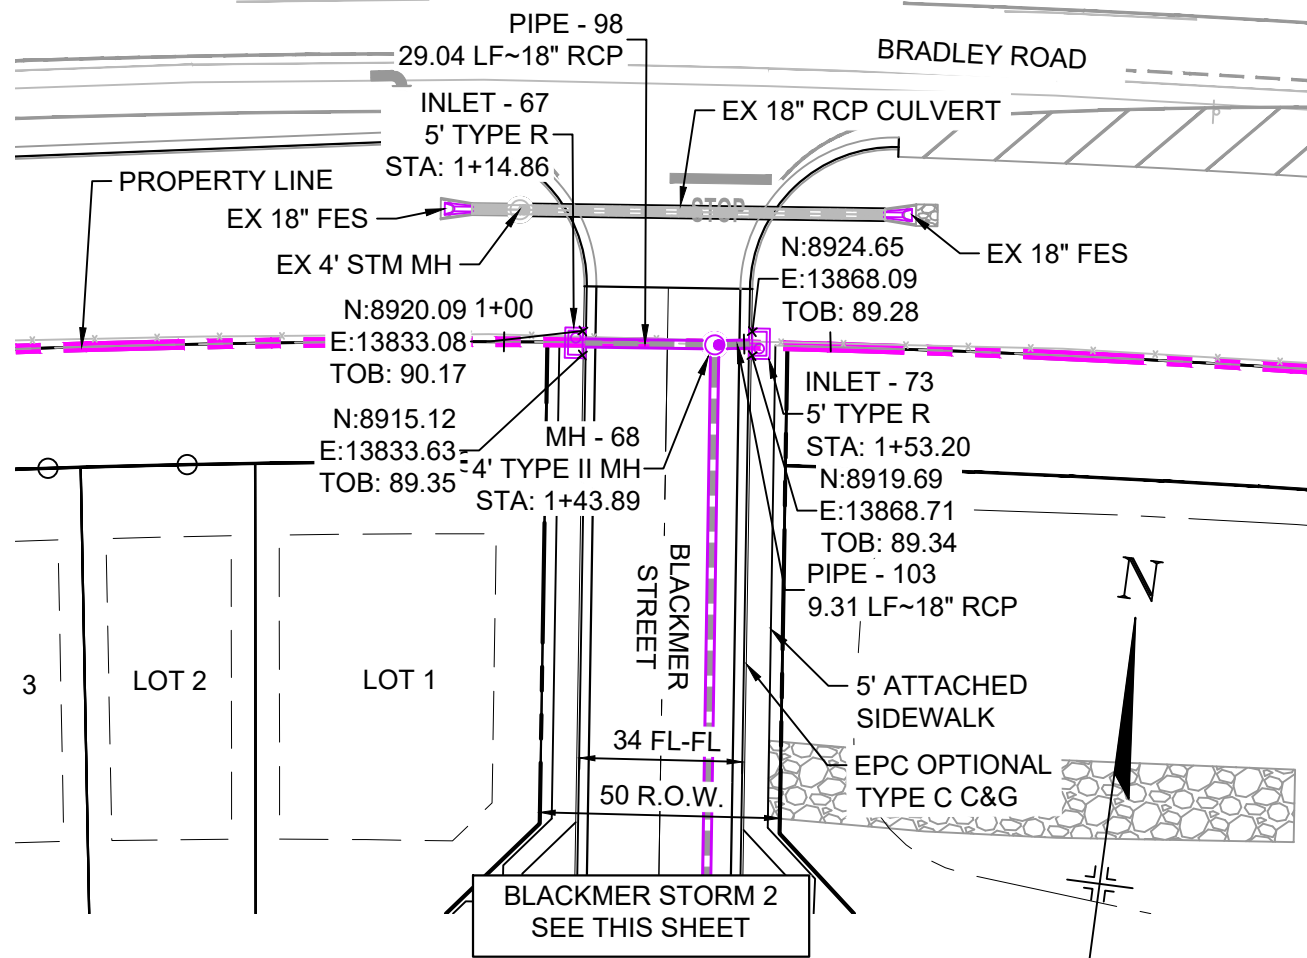 PIPE - 98
29.04 LF~18" RCP
BRADLEY ROAD
INLET - 67
5' TYPE R
STA: 1+14.86
EX 18" RCP CULVERT
PROPERTY LINE
EX 18" FES
STOP
EX 4' STM MH
N:8924.65
E:13868.09
TOB: 89.28
EX 18" FES
N:8920.09
E:13833.08
TOB: 90.17
1+00
N:8915.12
E:13833.63
TOB: 89.35
MH - 68
4' TYPE II MH
STA: 1+43.89
INLET - 73
5' TYPE R
STA: 1+53.20
N:8919.69
E:13868.71
TOB: 89.34
PIPE - 103
9.31 LF~18" RCP
BLACKMER
STREET
N
3
LOT 2
LOT 1
5' ATTACHED
SIDEWALK
34 FL-FL
EPC OPTIONAL
TYPE C C&G
50 R.O.W.
BLACKMER STORM 2
SEE THIS SHEET